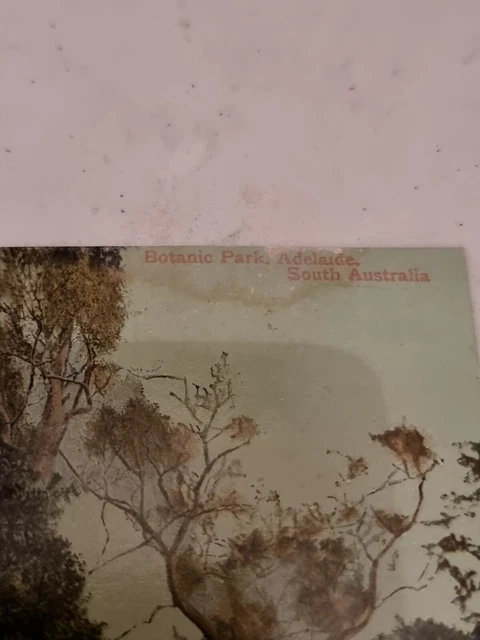 Botanic Park, Adelaide,
South Australia